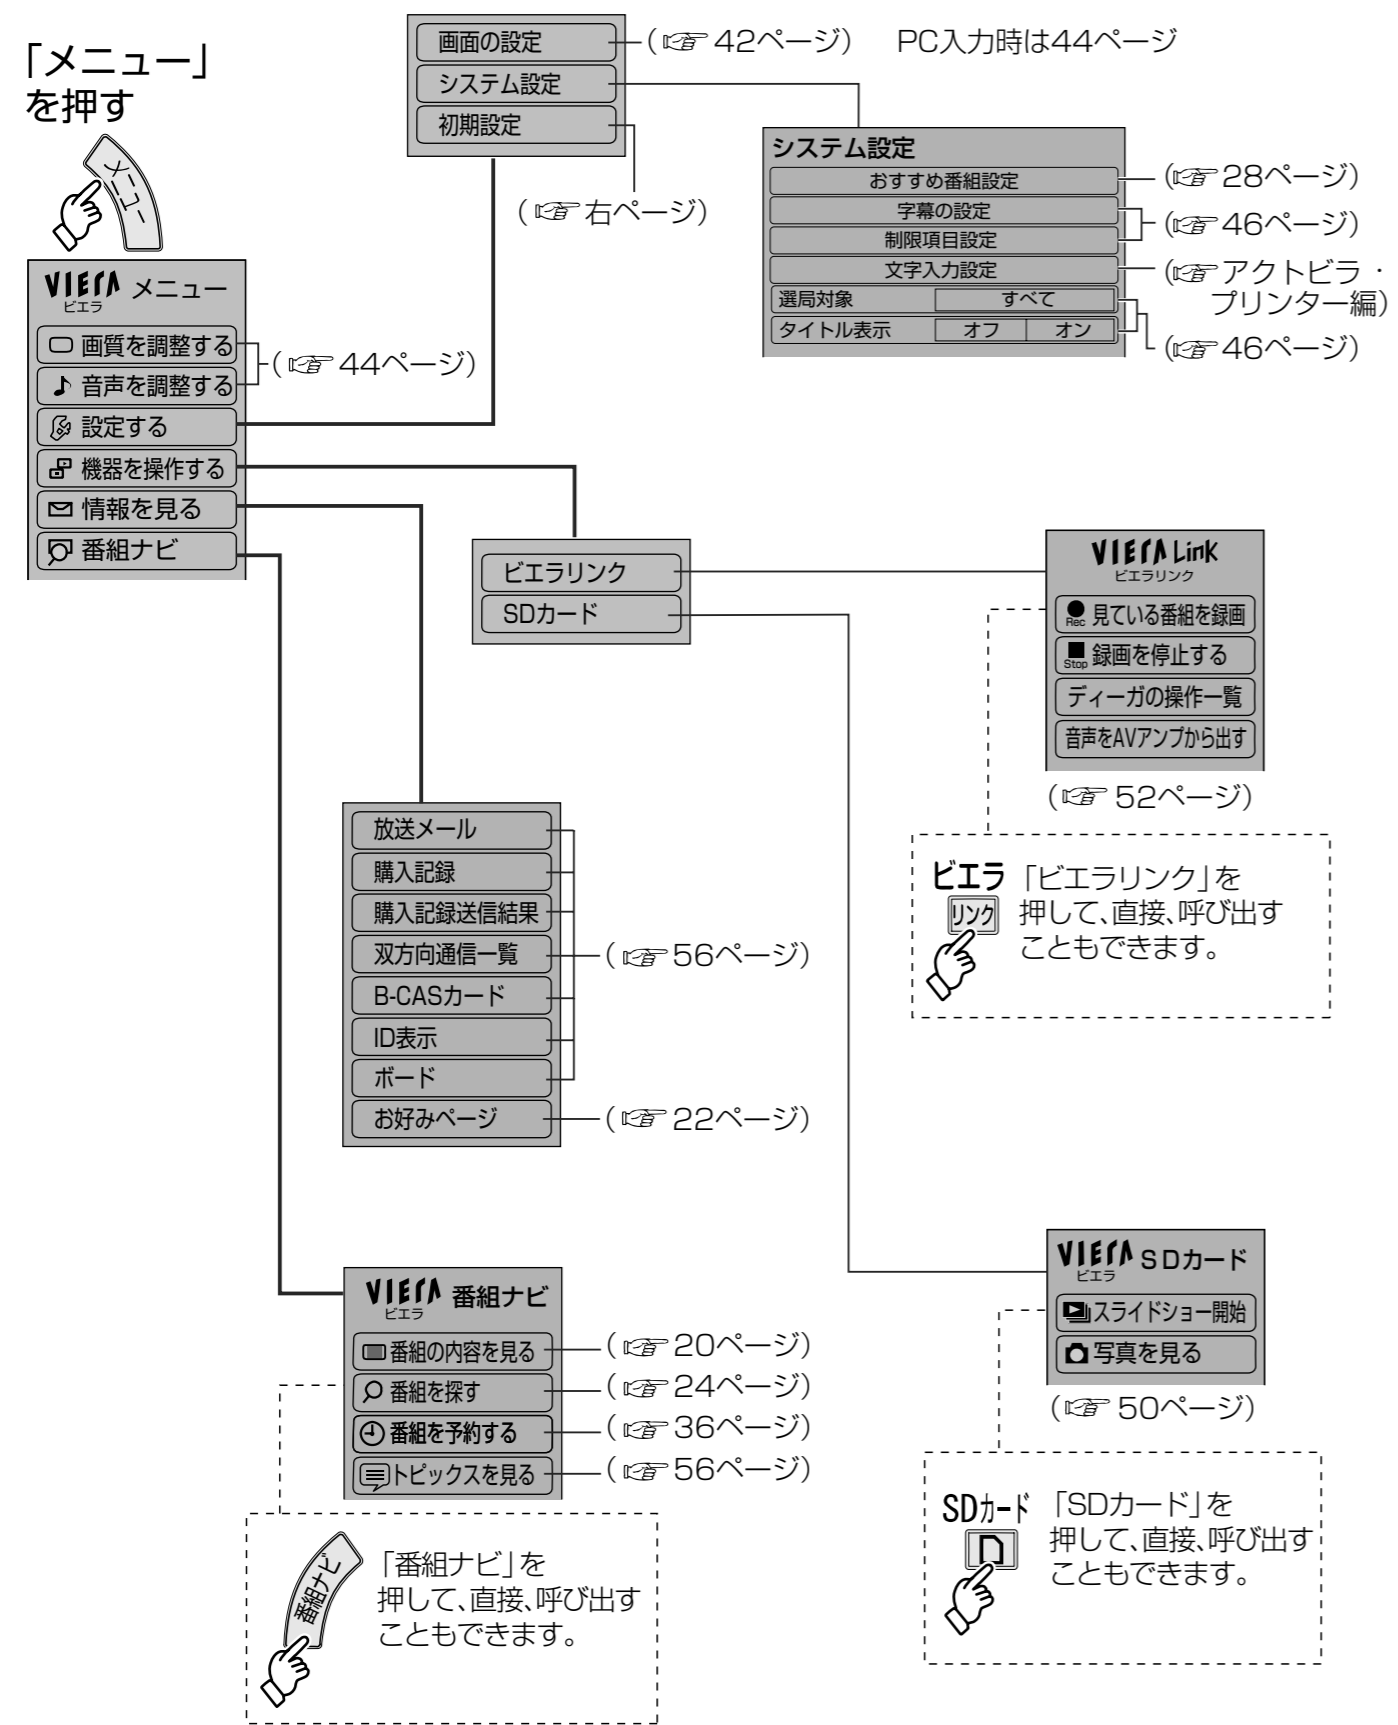 「メニュー」
を押す
メニュー
VIERA メニュー
ビエラ
画質を調整する
音声を調整する
(☞ 44ページ)
設定する
機器を操作する
情報を見る
番組ナビ
画面の設定
(☞ 42ページ) PC入力時は44ページ
システム設定
初期設定
(☞ 右ページ)
システム設定
おすすめ番組設定
(☞ 28ページ)
字幕の設定
制限項目設定
(☞ 46ページ)
文字入力設定
(☞ アクトビラ・
プリンター編)
選局対象 すべて
タイトル表示 オフ オン
(☞ 46ページ)
ビエラリンク
SDカード
VIERA Link
ビエラリンク
Rec 見ている番組を録画
Stop 録画を停止する
ディーガの操作一覧
音声をAVアンプから出す
(☞ 52ページ)
ビエラ
リンク
「ビエラリンク」を
押して、直接、呼び出す
こともできます。
放送メール
購入記録
購入記録送信結果
双方向通信一覧
(☞ 56ページ)
B-CASカード
ID表示
ボード
お好みページ
(☞ 22ページ)
VIERA 番組ナビ
ビエラ
番組の内容を見る
(☞ 20ページ)
番組を探す
(☞ 24ページ)
番組を予約する
(☞ 36ページ)
トピックスを見る
(☞ 56ページ)
番組ナビ
「番組ナビ」を
押して、直接、呼び出す
こともできます。
VIERA SDカード
ビエラ
スライドショー開始
写真を見る
(☞ 50ページ)
SDカード
「SDカード」を
押して、直接、呼び出す
こともできます。